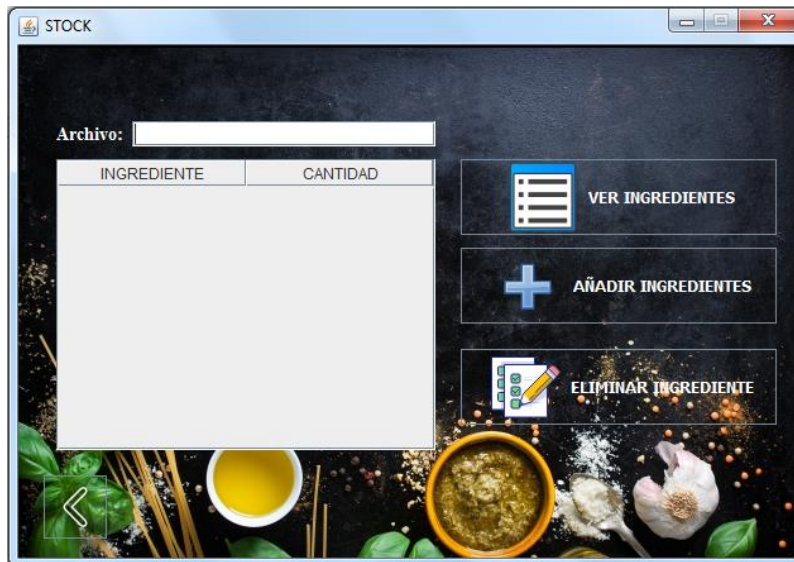 STOCK
Archivo:
INGREDIENTE CANTIDAD
VER INGREDIENTES
AÑADIR INGREDIENTES
ELIMINAR INGREDIENTE